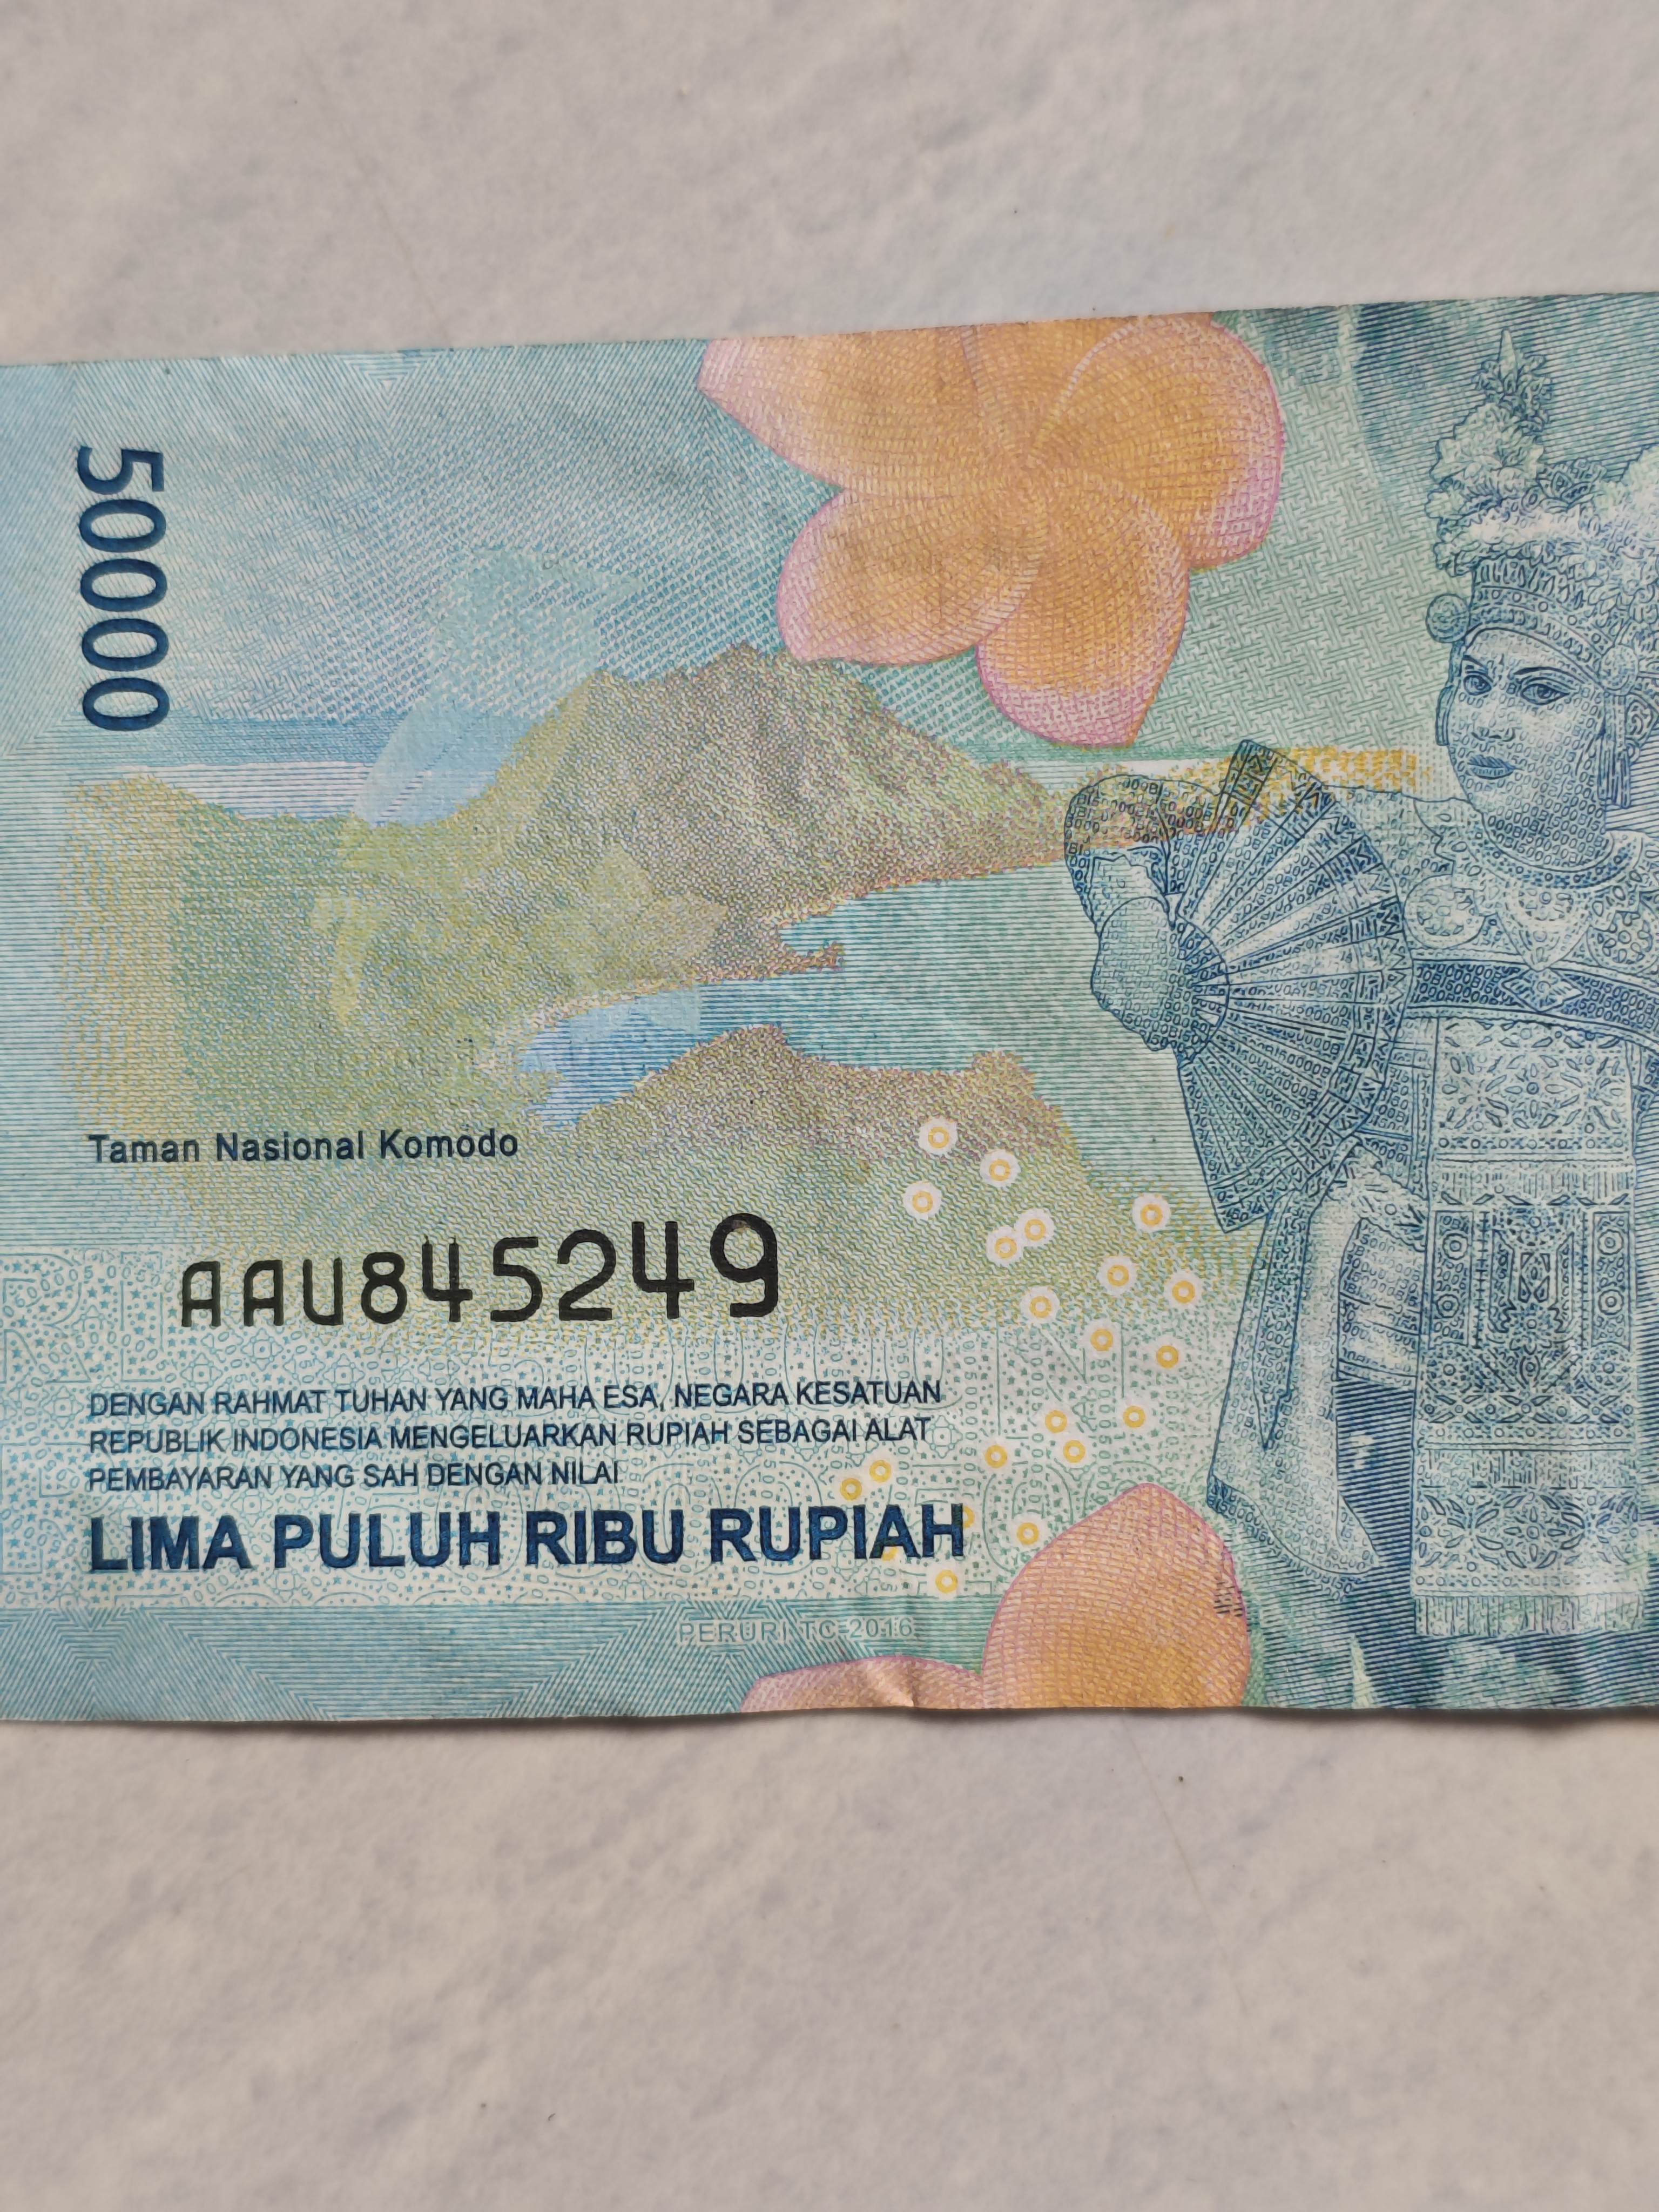 50000
Taman Nasional Komodo
AAU845249
DENGAN RAHMAT TUHAN YANG MAHA ESA, NEGARA KESATUAN
REPUBLIK INDONESIA MENGELUARKAN RUPIAH SEBAGAI ALAT
PEMBAYARAN YANG SAH DENGAN NILAI
LIMA PULUH RIBU RUPIAH
PERURI TC 2016